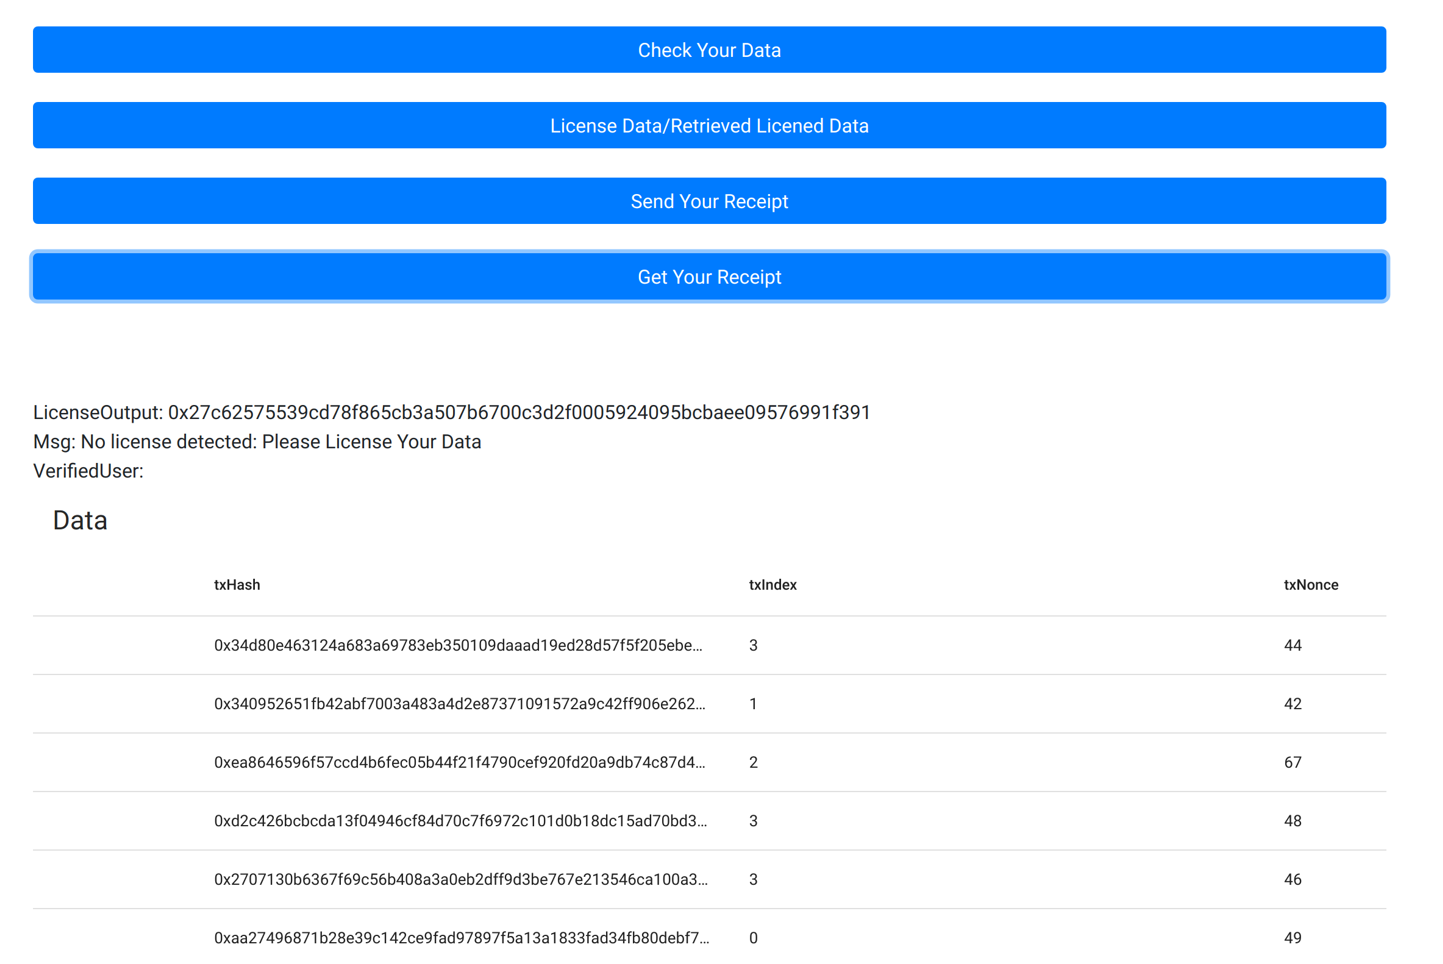 Check Your Data
License Data/Retrieved Licened Data
Send Your Receipt
Get Your Receipt
LicenseOutput: 0x27c62575539cd78f865cb3a507b6700c3d2f0005924095bcbaee09576991f391
Msg: No license detected: Please License Your Data
VerifiedUser:
Data
txHash txIndex txNonce
0x34d80e463124a683a69783eb350109daaad19ed28d57f5f205ebe... 3 44
0x340952651fb42abf7003a483a4d2e87371091572a9c42ff906e262... 1 42
0xea8646596f57ccd4b6fec05b44f21f4790cef920fd20a9db74c87d4... 2 67
0xd2c426bcbcda13f04946cf84d70c7f6972c101d0b18dc15ad70bd3... 3 48
0x2707130b6367f69c56b408a3a0eb2dff9d3be767e213546ca100a3... 3 46
0xaa27496871b28e39c142ce9fad97897f5a13a1833fad34fb80debf7... 0 49